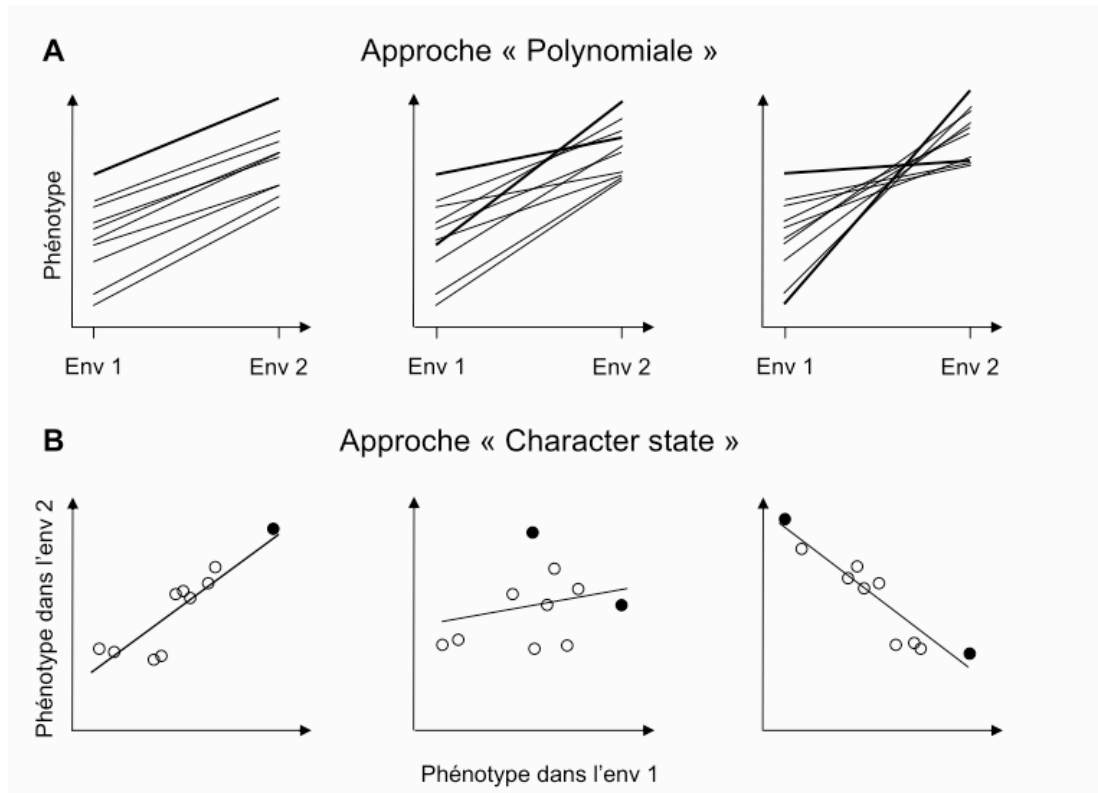 A
Approche « Polynomiale »
Phénotype
Env 1
Env 2
Env 1
Env 2
Env 1
Env 2
B
Approche « Character state »
Phénotype dans l'env 2
Phénotype dans l'env 1